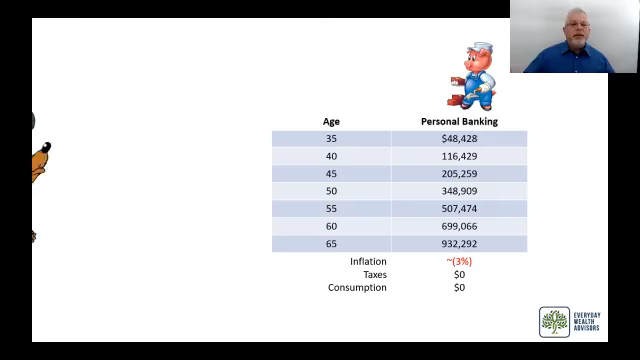 Age Personal Banking
35 $48,428
40 116,429
45 205,259
50 348,909
55 507,474
60 699,066
65 932,292
Inflation ~(3%)
Taxes $0
Consumption $0
EVERYDAY
WEALTH
ADVISORS